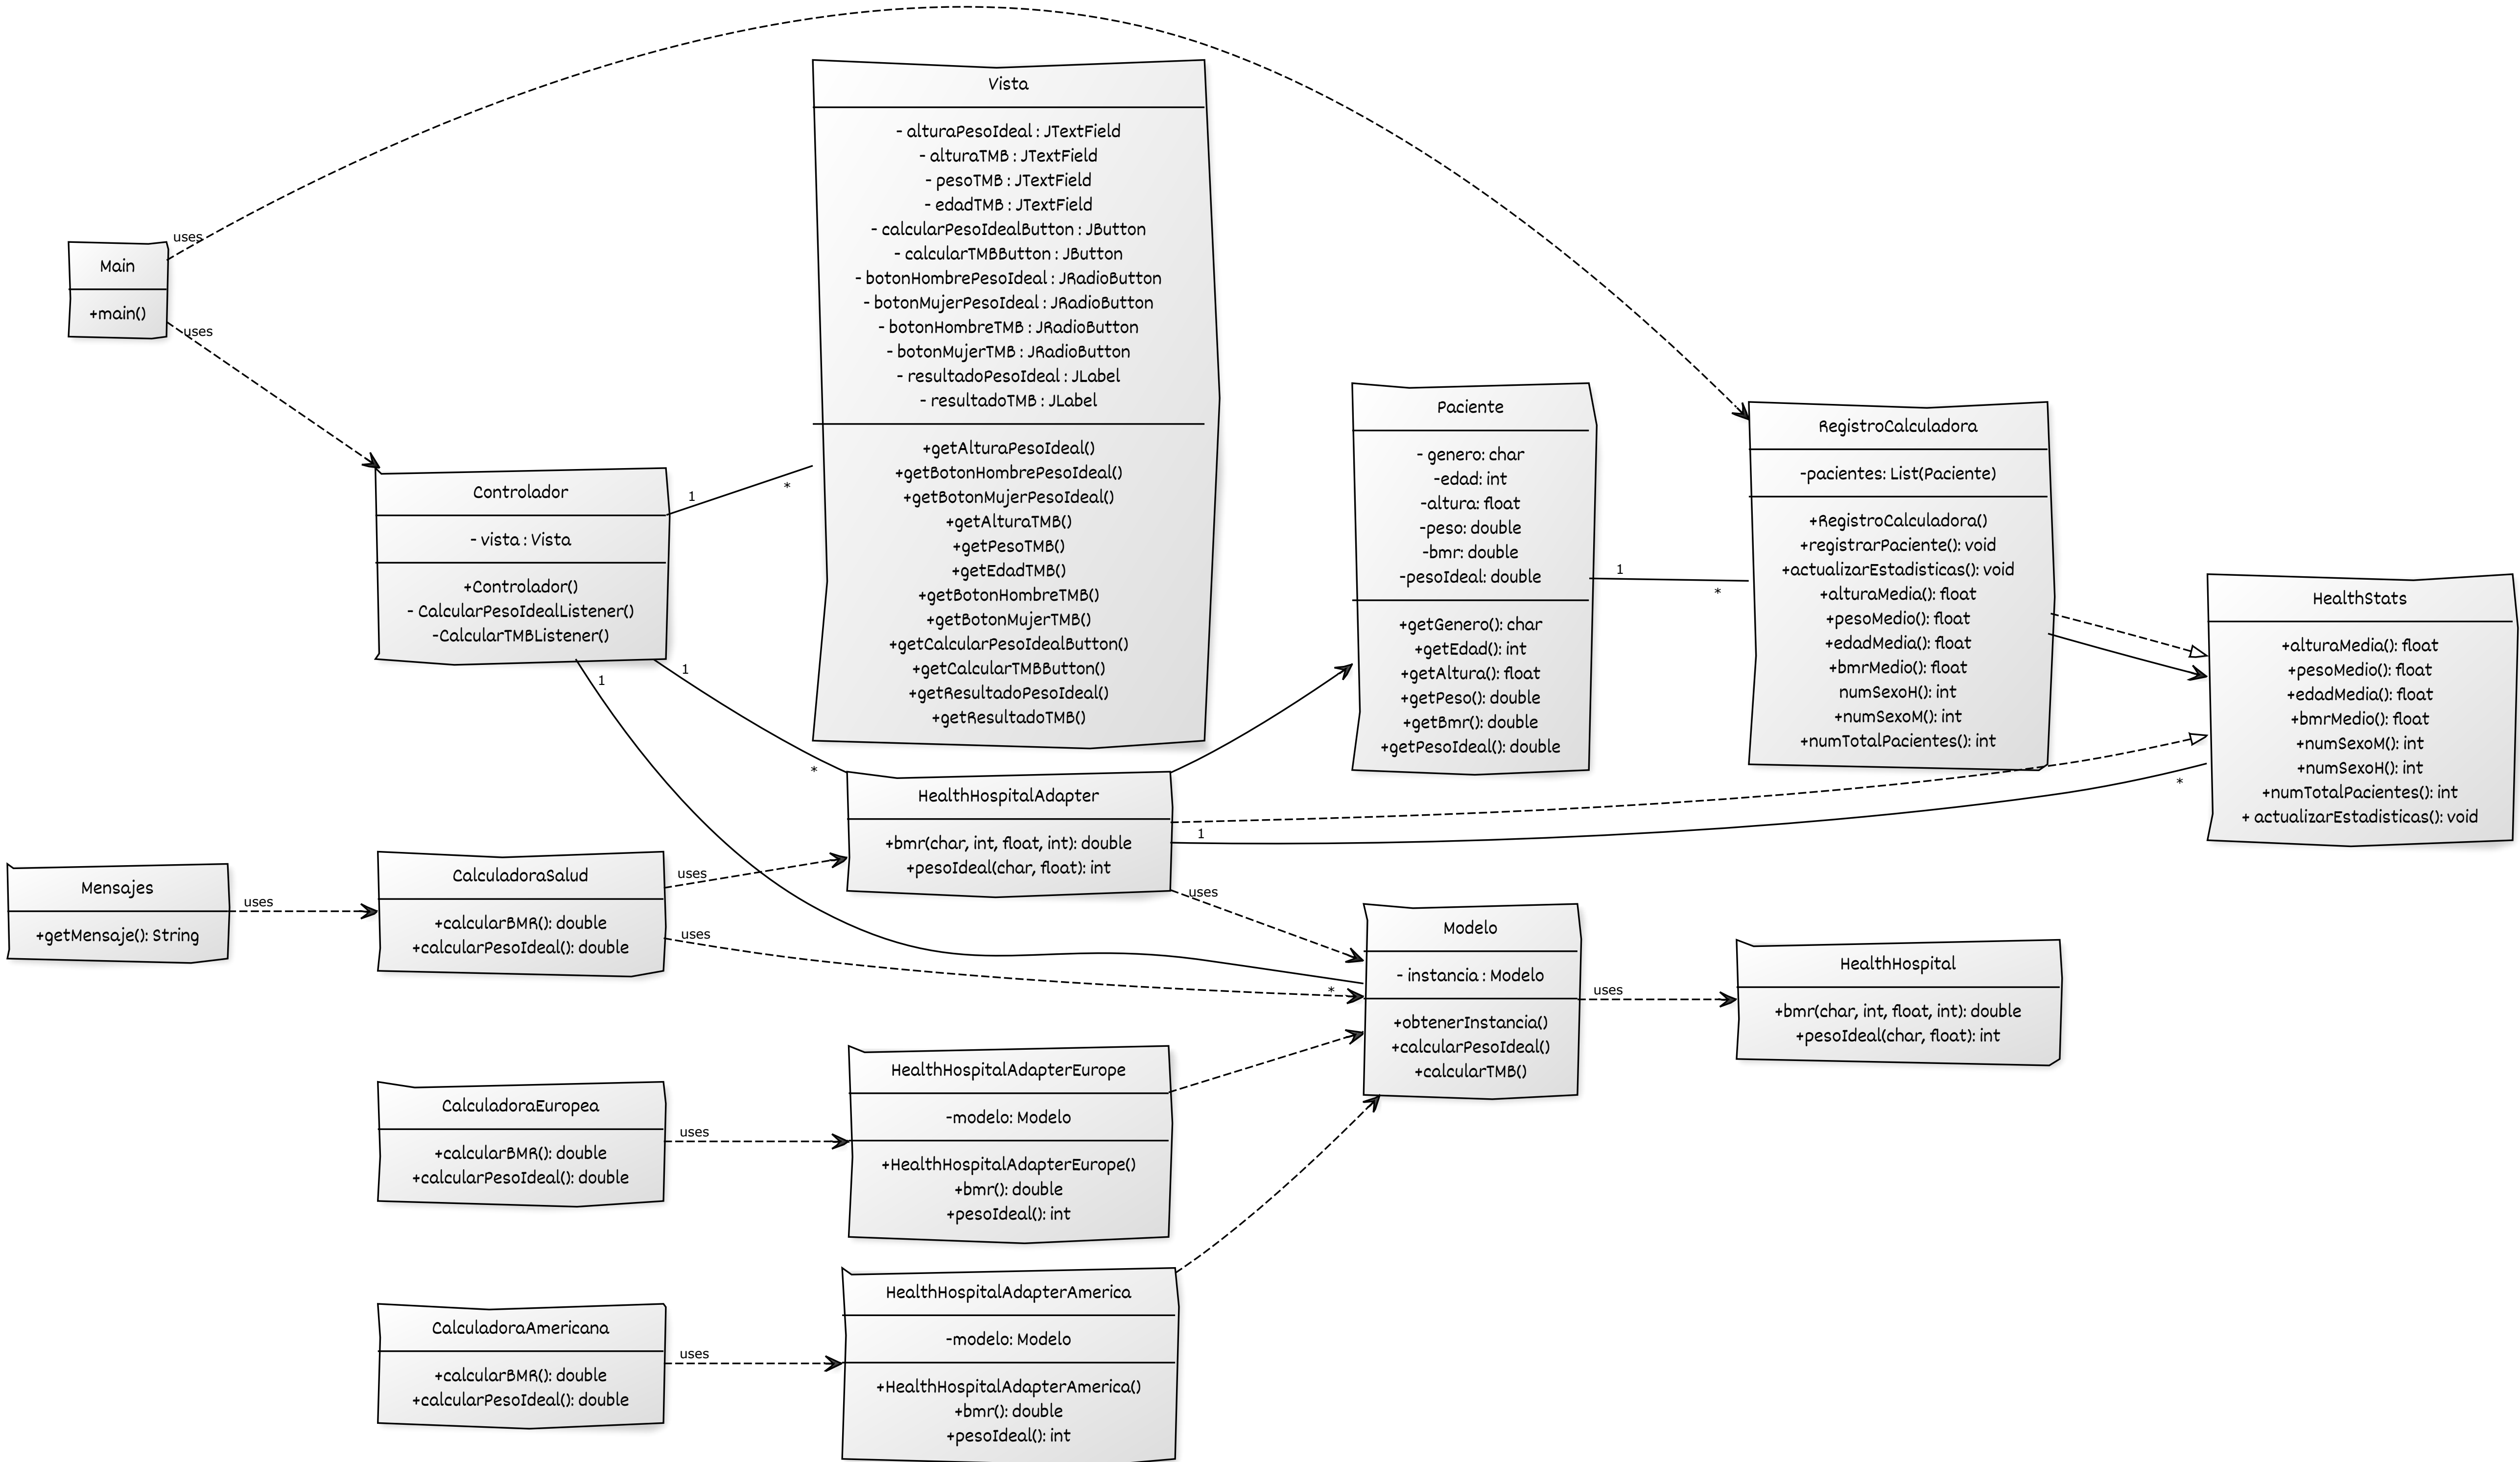 Vista
- alturaPesoIdeal : JTextField
- alturaTMB : JTextField
- pesoTMB : JTextField
- edadTMB : JTextField
- calcularPesoIdealButton : JButton
- calcularTMBButton : JButton
- botonHombrePesoIdeal : JRadioButton
- botonMujerPesoIdeal : JRadioButton
- botonHombreTMB : JRadioButton
- botonMujerTMB : JRadioButton
- resultadoPesoIdeal : JLabel
- resultadoTMB : JLabel
+getAlturaPesoIdeal()
+getBotonHombrePesoIdeal()
+getBotonMujerPesoIdeal()
+getAlturaTMB()
+getPesoTMB()
+getEdadTMB()
+getBotonHombreTMB()
+getBotonMujerTMB()
+getCalcularPesoIdealButton()
+getCalcularTMBButton()
+getResultadoPesoIdeal()
+getResultadoTMB()
uses
Main
+main()
uses
Controlador
- vista : Vista
+Controlador()
- CalcularPesoIdealListener()
-CalcularTMBListener()
1
*
1
*
1
*
Paciente
- genero: char
-edad: int
-altura: float
-peso: double
-bmr: double
-pesoIdeal: double
+getGenero(): char
+getEdad(): int
+getAltura(): float
+getPeso(): double
+getBmr(): double
+getPesoIdeal(): double
1
*
RegistroCalculadora
-pacientes: List(Paciente)
+RegistroCalculadora()
+registrarPaciente(): void
+actualizarEstadisticas(): void
+alturaMedia(): float
+pesoMedio(): float
+edadMedia(): float
+bmrMedio(): float
numSexoH(): int
+numSexoM(): int
+numTotalPacientes(): int
HealthStats
+alturaMedia(): float
+pesoMedio(): float
+edadMedia(): float
+bmrMedio(): float
+numSexoM(): int
+numSexoH(): int
+numTotalPacientes(): int
+ actualizarEstadisticas(): void
HealthHospitalAdapter
+bmr(char, int, float, int): double
+pesoIdeal(char, float): int
1
*
uses
Mensajes
+getMensaje(): String
uses
CalculadoraSalud
+calcularBMR(): double
+calcularPesoIdeal(): double
uses
uses
Modelo
- instancia : Modelo
+obtenerInstancia()
+calcularPesoIdeal()
+calcularTMB()
uses
HealthHospital
+bmr(char, int, float, int): double
+pesoIdeal(char, float): int
CalculadoraEuropea
+calcularBMR(): double
+calcularPesoIdeal(): double
uses
HealthHospitalAdapterEurope
-modelo: Modelo
+HealthHospitalAdapterEurope()
+bmr(): double
+pesoIdeal(): int
CalculadoraAmericana
+calcularBMR(): double
+calcularPesoIdeal(): double
uses
HealthHospitalAdapterAmerica
-modelo: Modelo
+HealthHospitalAdapterAmerica()
+bmr(): double
+pesoIdeal(): int